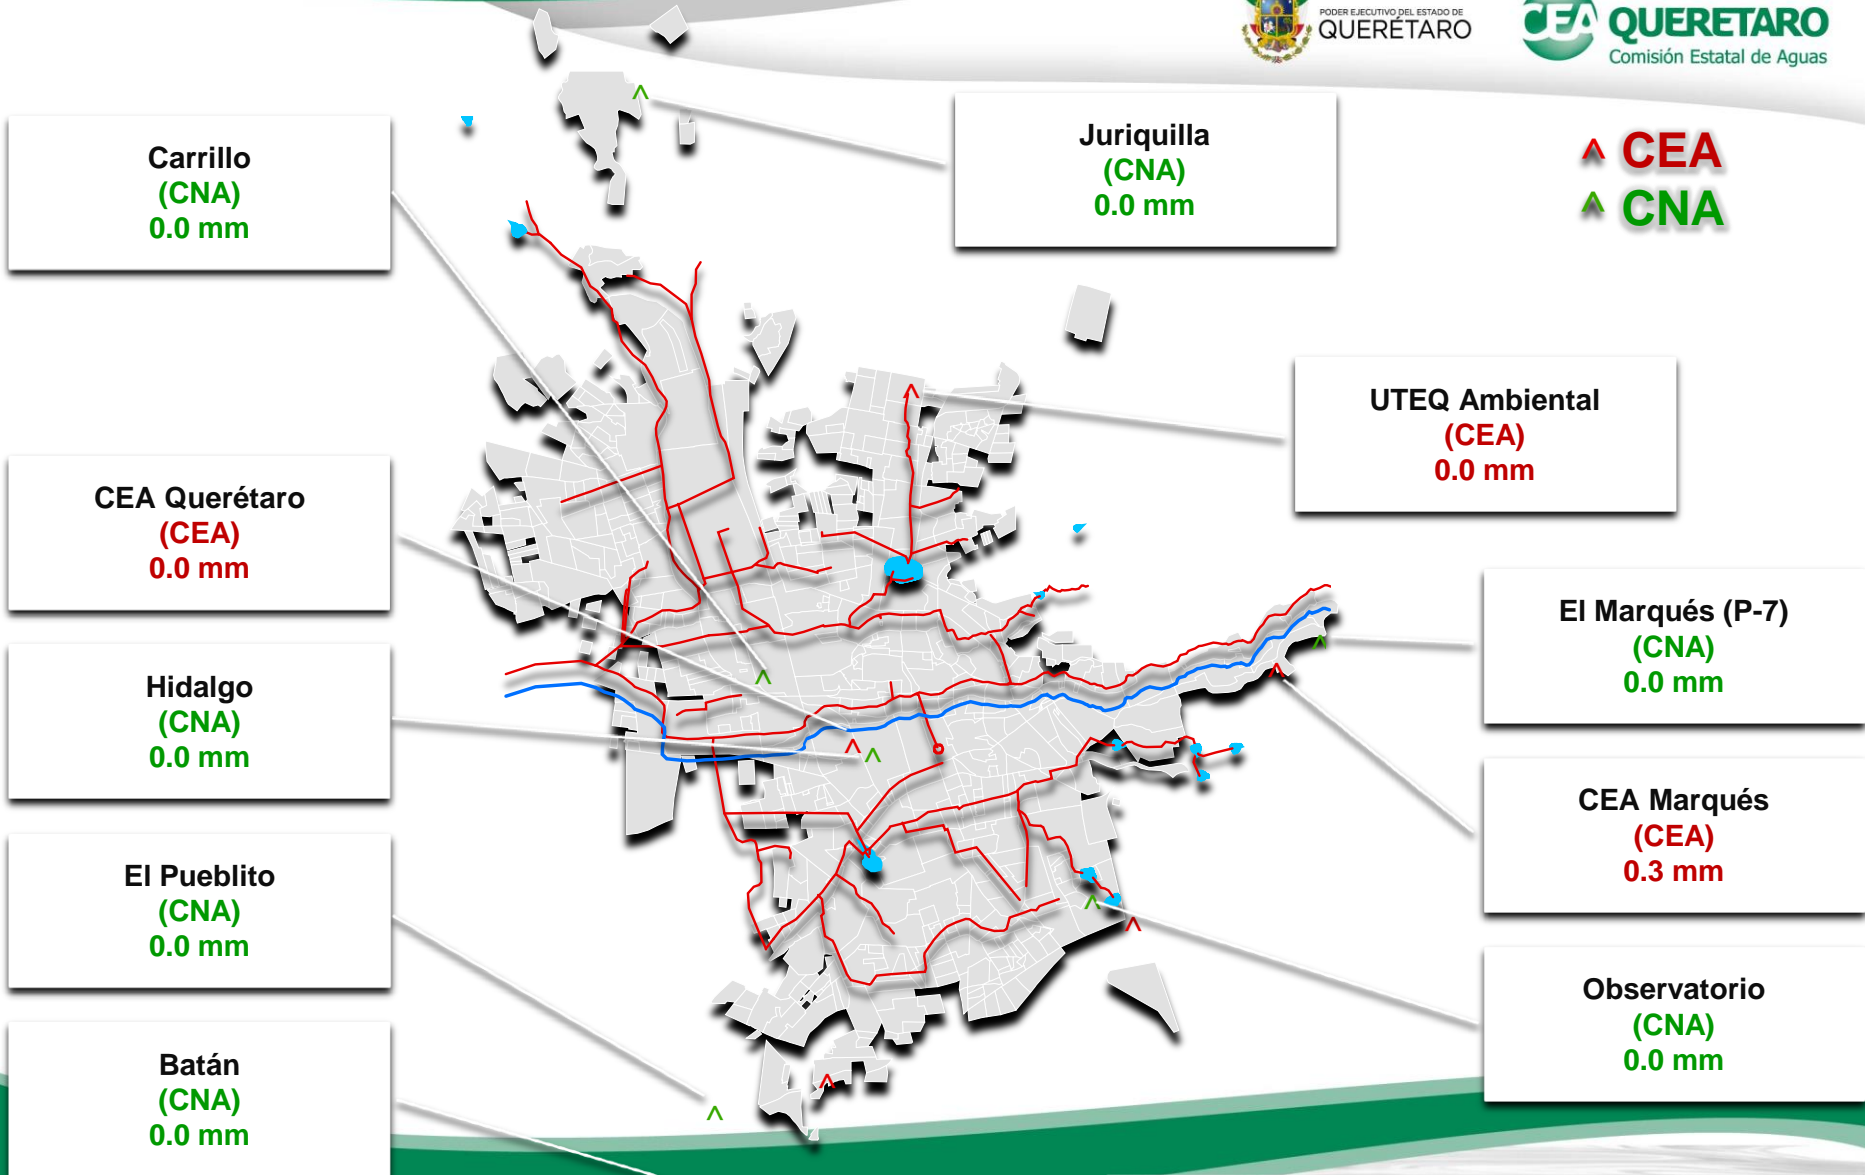 PODER EJECUTIVO DEL ESTADO DE
QUERÉTARO
CEA QUERETARO
Comisión Estatal de Aguas
Carrillo
(CNA)
0.0 mm
Juriquilla
(CNA)
0.0 mm
^ CEA
^ CNA
UTEQ Ambiental
(CEA)
0.0 mm
CEA Querétaro
(CEA)
0.0 mm
El Marqués (P-7)
(CNA)
0.0 mm
Hidalgo
(CNA)
0.0 mm
CEA Marqués
(CEA)
0.3 mm
El Pueblito
(CNA)
0.0 mm
Observatorio
(CNA)
0.0 mm
Batán
(CNA)
0.0 mm